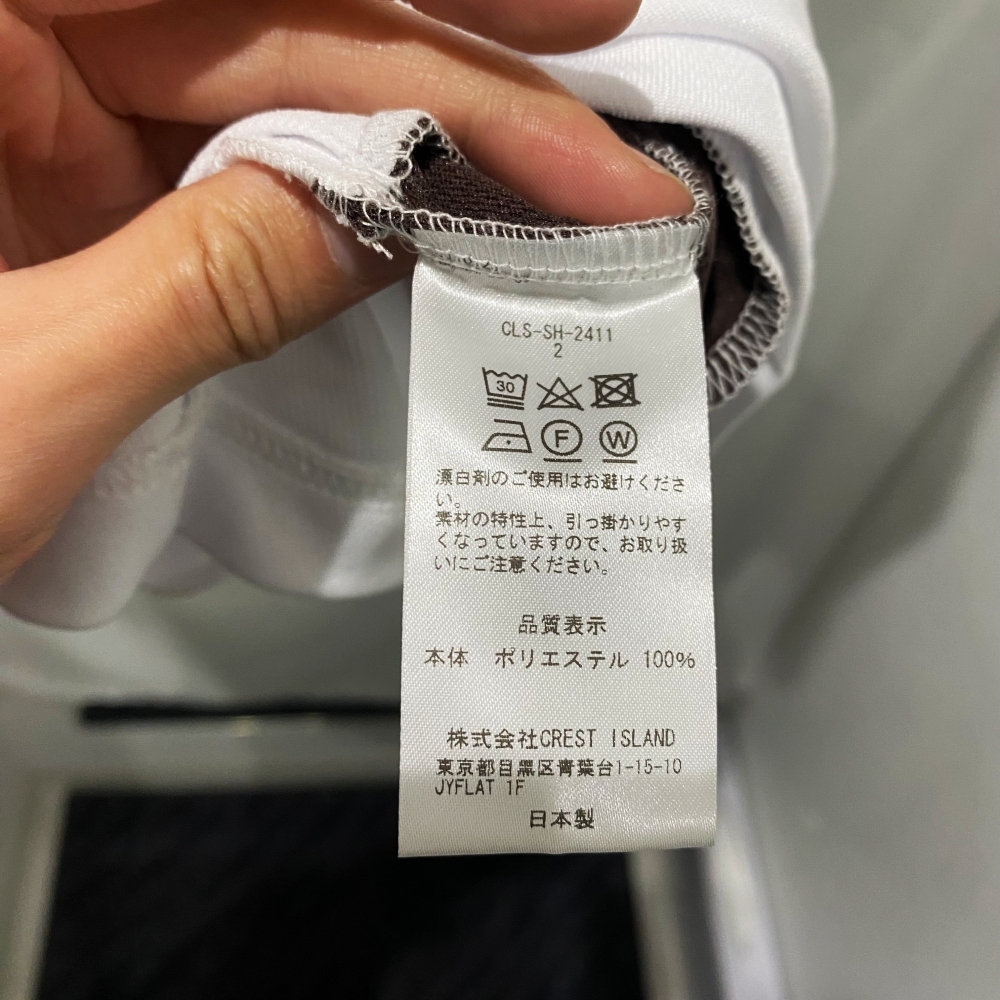 CLS-SH-2411
2
30
F W
漂白剤のご使用はお避けくださ
い。
素材の特性上、引っ掛かりやす
くなっていますので、お取り扱
いにご注意ください。
品質表示
本体 ポリエステル 100%
株式会社CREST ISLAND
東京都目黒区青葉台1-15-10
JYFLAT 1F
日本製